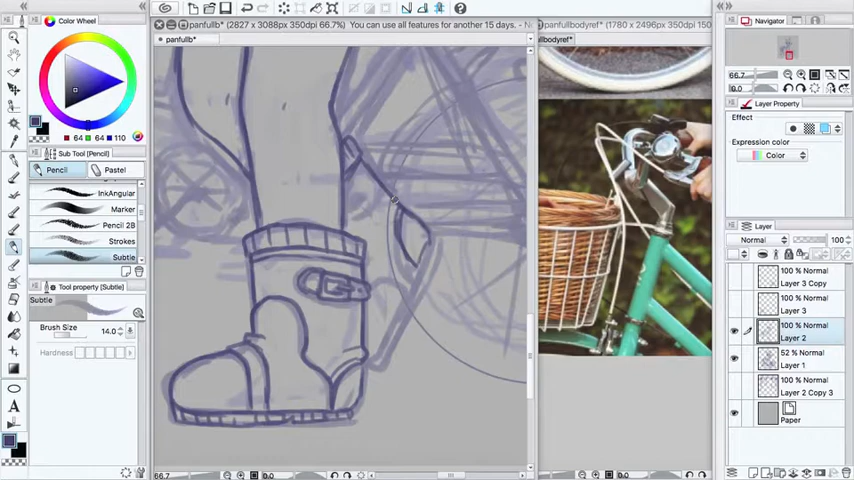 Color Wheel
64 64 110
Sub Tool [Pencil]
Pencil Pastel
InkAngular
Marker
Pencil 2B
Strokes
Subtle
Tool property [Subtle]
Subtle
Brush Size 14.0
Hardness
panfullb* (2827 x 3088px 350dpi 66.7%) You can use all features for another 15 days. - N
panfullb*
66.7 0.0
fullbodyref* (1780 x 2496px 350dpi
0.0
Navigator
66.7
0.0
Layer Property
Effect
Expression color
Color
Layer
Normal 100
100 % Normal
Layer 3 Copy
100 % Normal
Layer 3
100 % Normal
Layer 2
52 % Normal
Layer 1
100 % Normal
Layer 2 Copy 3
Paper